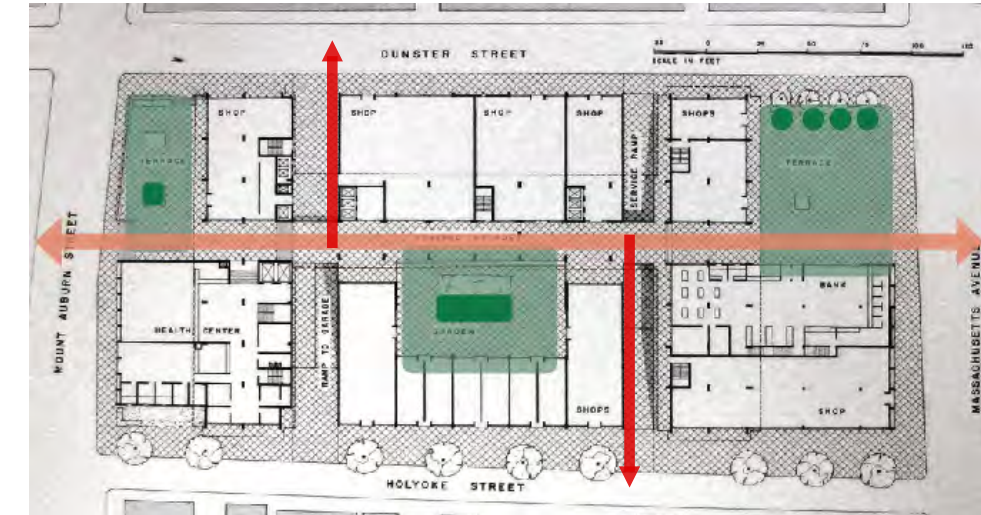 DUNSTER STREET
SCALE IN FEET
SHOP
SHOP
SHOP
SHOP
SHOPS
TERRACE
TERRACE
SERVICE RAMP
MOUNT AUBURN STREET
MASSACHUSETTS AVENUE
BANK
HEALTH CENTER
RAMP TO GARAGE
GARDEN
SHOPS
SHOP
HOLYOKE STREET